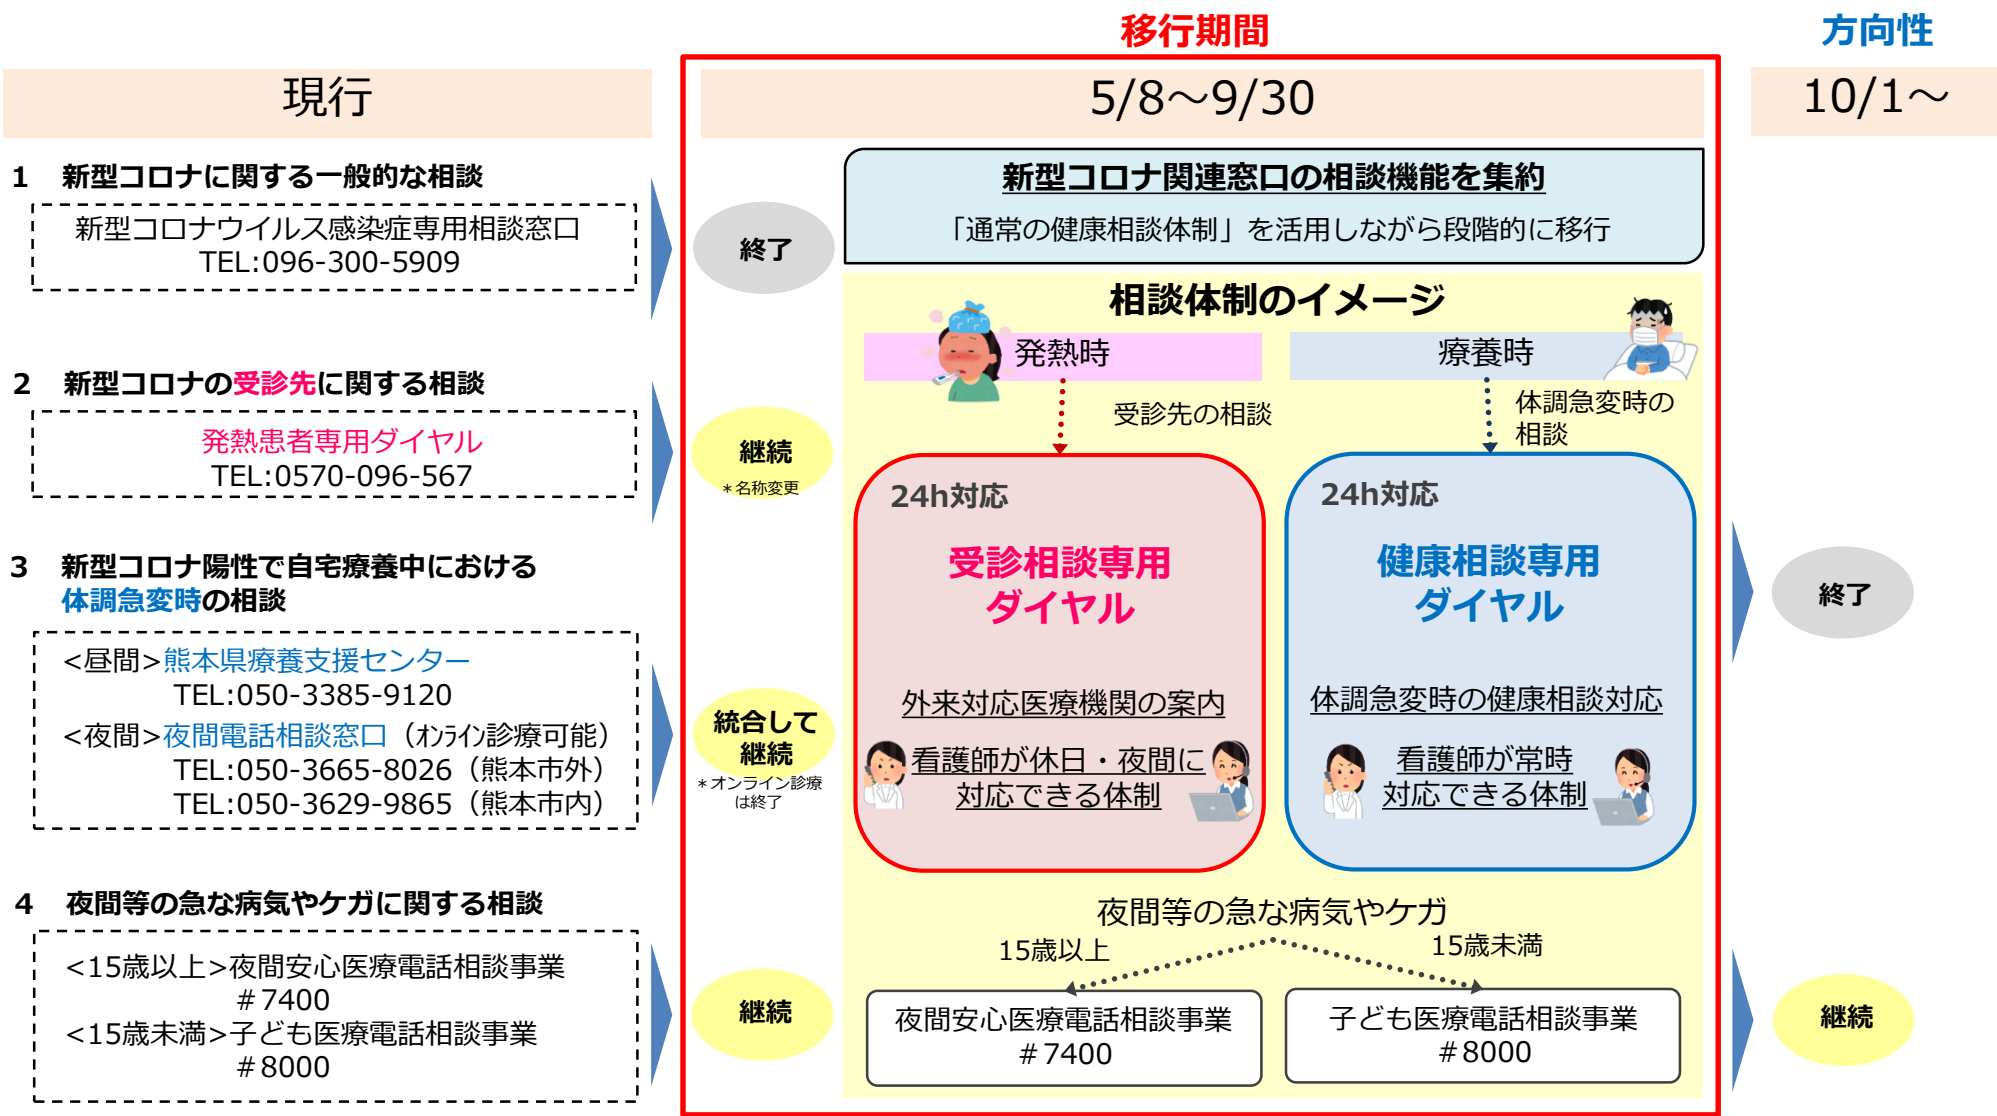 移行期間
方向性
現行
5/8～9/30
10/1～
1 新型コロナに関する一般的な相談
新型コロナウイルス感染症専用相談窓口
TEL:096-300-5909
終了
新型コロナ関連窓口の相談機能を集約
「通常の健康相談体制」を活用しながら段階的に移行
相談体制のイメージ
発熱時
療養時
受診先の相談
体調急変時の
相談
2 新型コロナの受診先に関する相談
発熱患者専用ダイヤル
TEL:0570-096-567
継続
＊名称変更
24h対応
受診相談専用
ダイヤル
外来対応医療機関の案内
看護師が休日・夜間に
対応できる体制
24h対応
健康相談専用
ダイヤル
体調急変時の健康相談対応
看護師が常時
対応できる体制
終了
3 新型コロナ陽性で自宅療養中における
体調急変時の相談
<昼間>熊本県療養支援センター
TEL:050-3385-9120
<夜間>夜間電話相談窓口（オンライン診療可能）
TEL:050-3665-8026（熊本市外）
TEL:050-3629-9865（熊本市内）
統合して
継続
＊オンライン診療
は終了
4 夜間等の急な病気やケガに関する相談
<15歳以上>夜間安心医療電話相談事業
＃7400
<15歳未満>子ども医療電話相談事業
＃8000
継続
夜間等の急な病気やケガ
15歳以上
15歳未満
夜間安心医療電話相談事業
＃7400
子ども医療電話相談事業
＃8000
継続